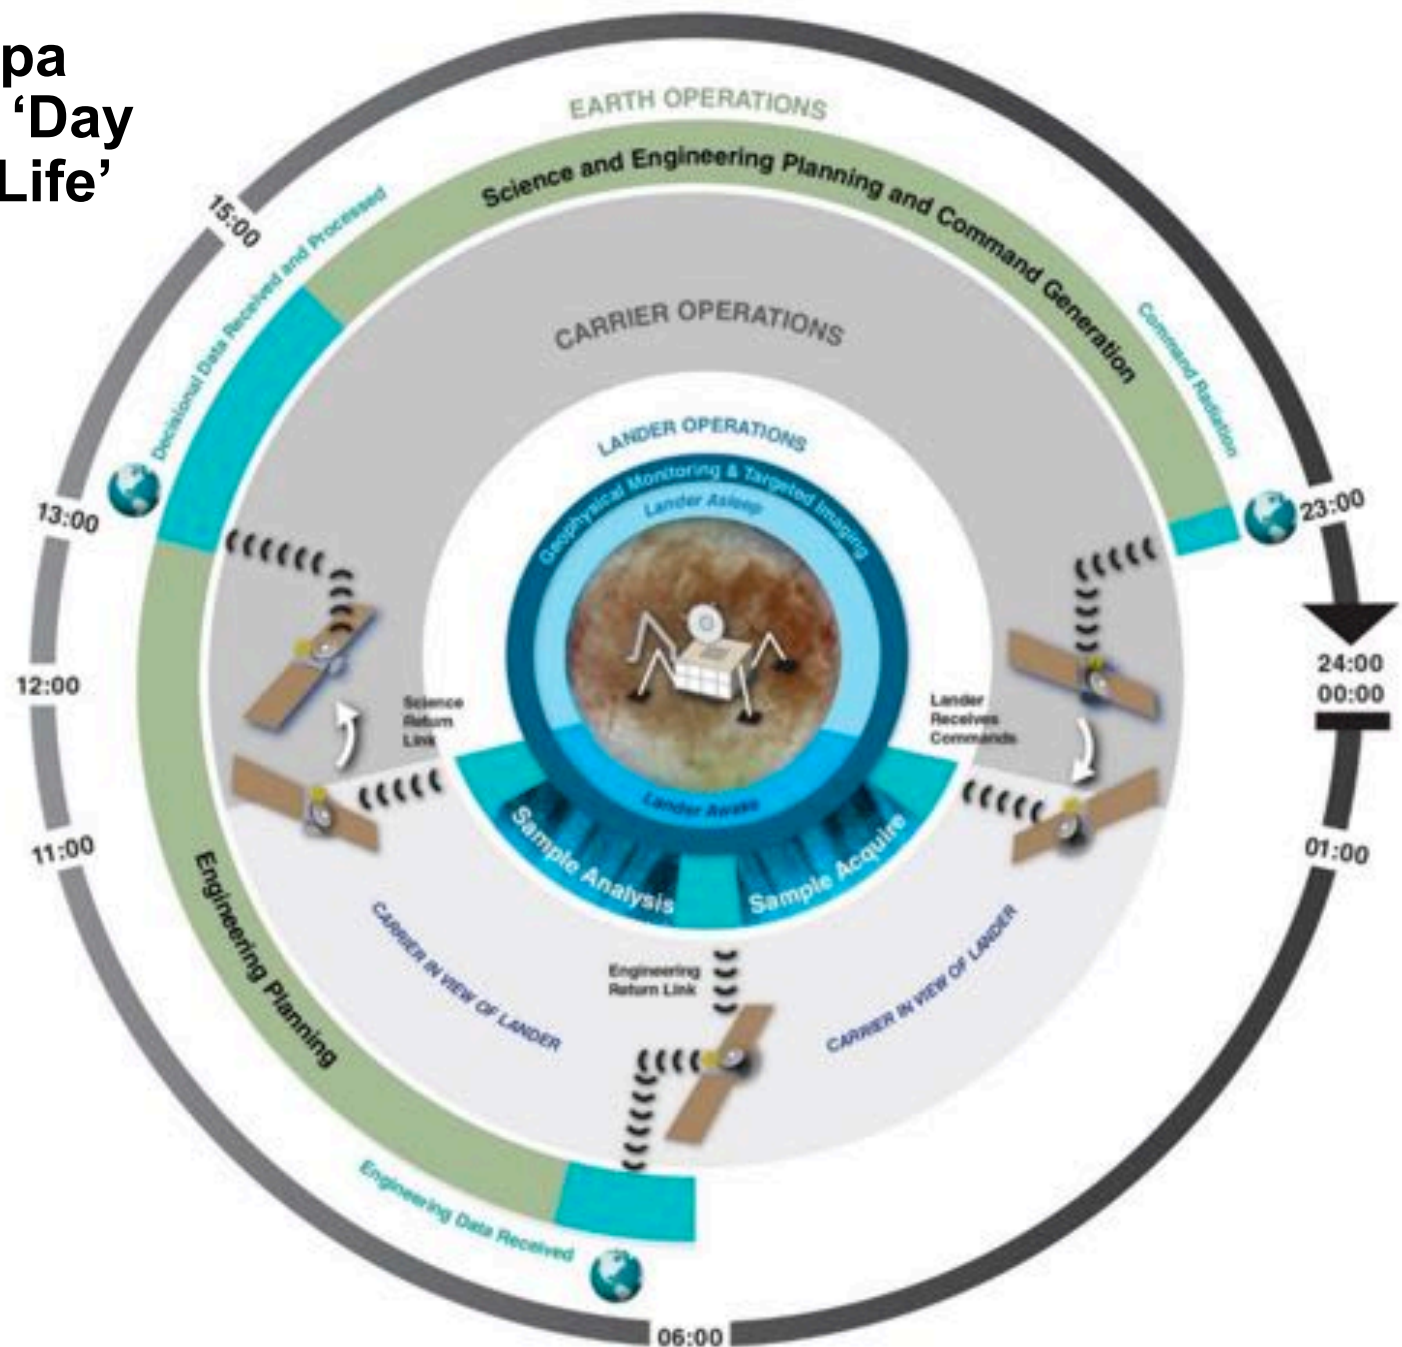 pa
‘Day
Life’
EARTH OPERATIONS
Science and Engineering Planning and Command Generation
15:00
Decisional Data Received and Processed
Command Radiation
CARRIER OPERATIONS
LANDER OPERATIONS
Geophysical Monitoring & Targeted Imaging
Lander Asleep
13:00
23:00
12:00
24:00
00:00
Science
Return
Link
Lander
Receives
Commands
Lander Awake
Sample Analysis
Sample Acquire
11:00
01:00
Engineering Planning
CARRIER IN VIEW OF LANDER
CARRIER IN VIEW OF LANDER
Engineering
Return Link
Engineering Data Received
06:00